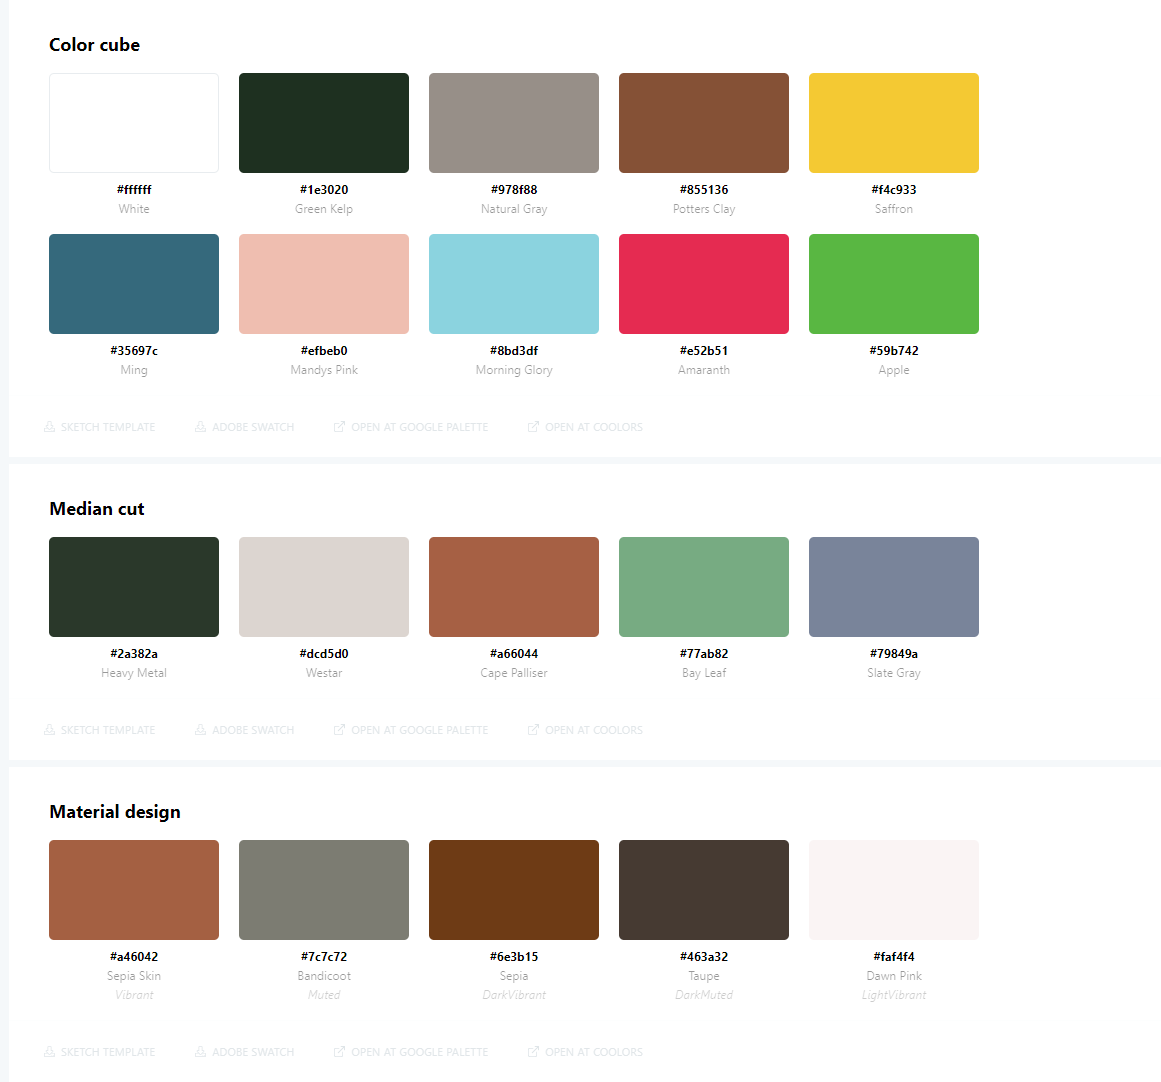 Color cube
#ffffff #1e3020 #978f88 #855136 #f4c933
White Green Kelp Natural Gray Potters Clay Saffron
#35697c #efbeb0 #8bd3df #e52b51 #59b742
Ming Mandys Pink Morning Glory Amaranth Apple
SKETCH TEMPLATE ADOBE SWATCH OPEN AT GOOGLE PALETTE OPEN AT COOLORS
Median cut
#2a382a #dcd5d0 #a66044 #77ab82 #79849a
Heavy Metal Westar Cape Palliser Bay Leaf Slate Gray
SKETCH TEMPLATE ADOBE SWATCH OPEN AT GOOGLE PALETTE OPEN AT COOLORS
Material design
#a46042 #7c7c72 #6e3b15 #463a32 #faf4f4
Sepia Skin Bandicoot Sepia Taupe Dawn Pink
Vibrant Muted DarkVibrant DarkMuted LightVibrant
SKETCH TEMPLATE ADOBE SWATCH OPEN AT GOOGLE PALETTE OPEN AT COOLORS